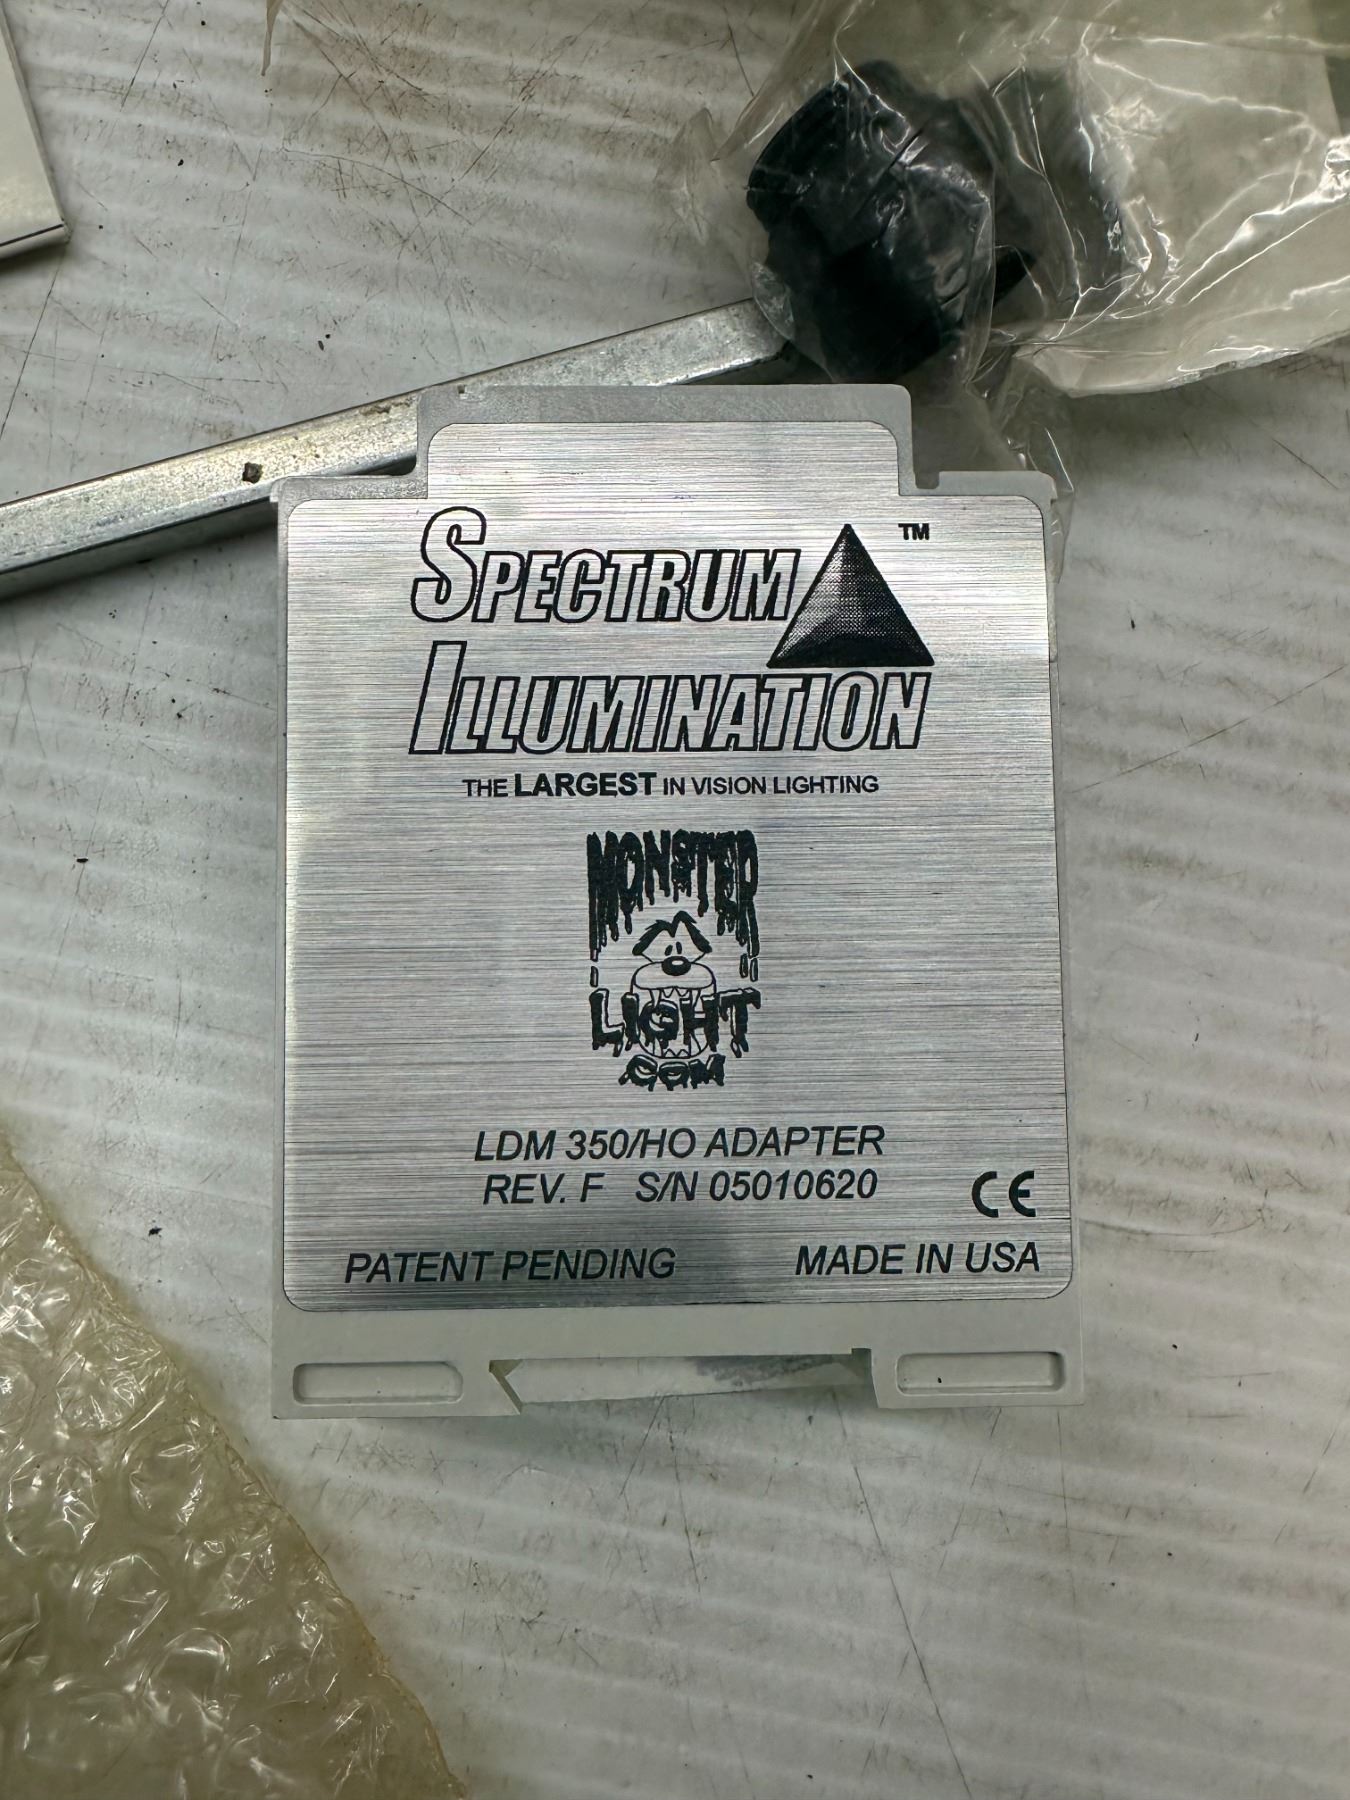 SPECTRUM
TM
ILLUMINATION
THE LARGEST IN VISION LIGHTING
MONSTER
LIGHT
.COM
LDM 350/HO ADAPTER
REV. F S/N 05010620
CE
PATENT PENDING MADE IN USA